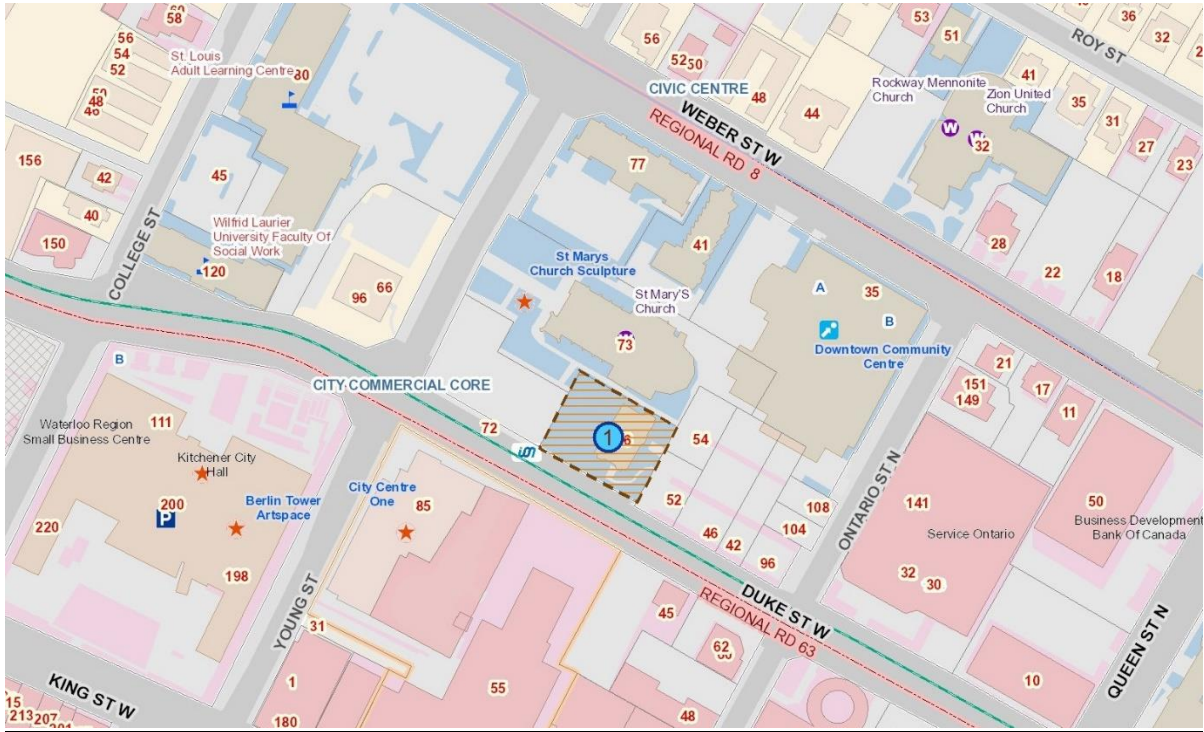 58
56
54
52
48
46
St. Louis
Adult Learning Centre
80
156
42
45
40
150
COLLEGE ST
Wilfrid Laurier
University Faculty Of
Social Work
120
96
66
56
52
50
48
44
CIVIC CENTRE
WEBER ST W
REGIONAL RD 8
77
41
St Marys
Church Sculpture
St Mary'S
Church
73
53
51
36
32
ROY ST
Rockway Mennonite
Church
Zion United
Church
W
W
32
41
35
31
27
23
28
22
18
A
35
B
Downtown Community
Centre
B
CITY COMMERCIAL CORE
111
Waterloo Region
Small Business Centre
Kitchener City
Hall
200
P
Berlin Tower
Artspace
220
198
72
ion
City Centre
One
85
1
54
52
46
42
96
104
108
ONTARIO ST N
21
151
149
17
11
141
50
Service Ontario
Business Development
Bank Of Canada
32
30
DUKE ST W
REGIONAL RD 63
YOUNG ST
31
1
180
55
45
62
48
10
QUEEN ST N
KING ST W
15
213
207